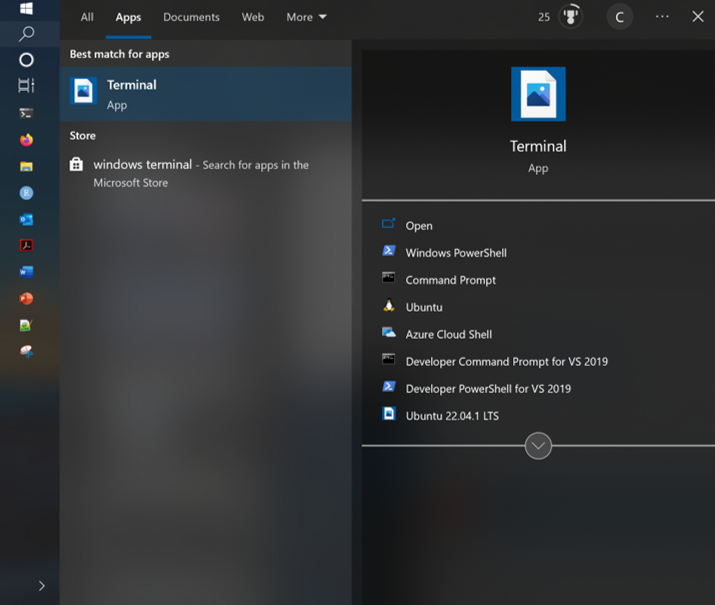 All Apps Documents Web More 25 C
Best match for apps
Terminal
App
Store
windows terminal - Search for apps in the
Microsoft Store
Terminal
App
Open
Windows PowerShell
Command Prompt
Ubuntu
Azure Cloud Shell
Developer Command Prompt for VS 2019
Developer PowerShell for VS 2019
Ubuntu 22.04.1 LTS